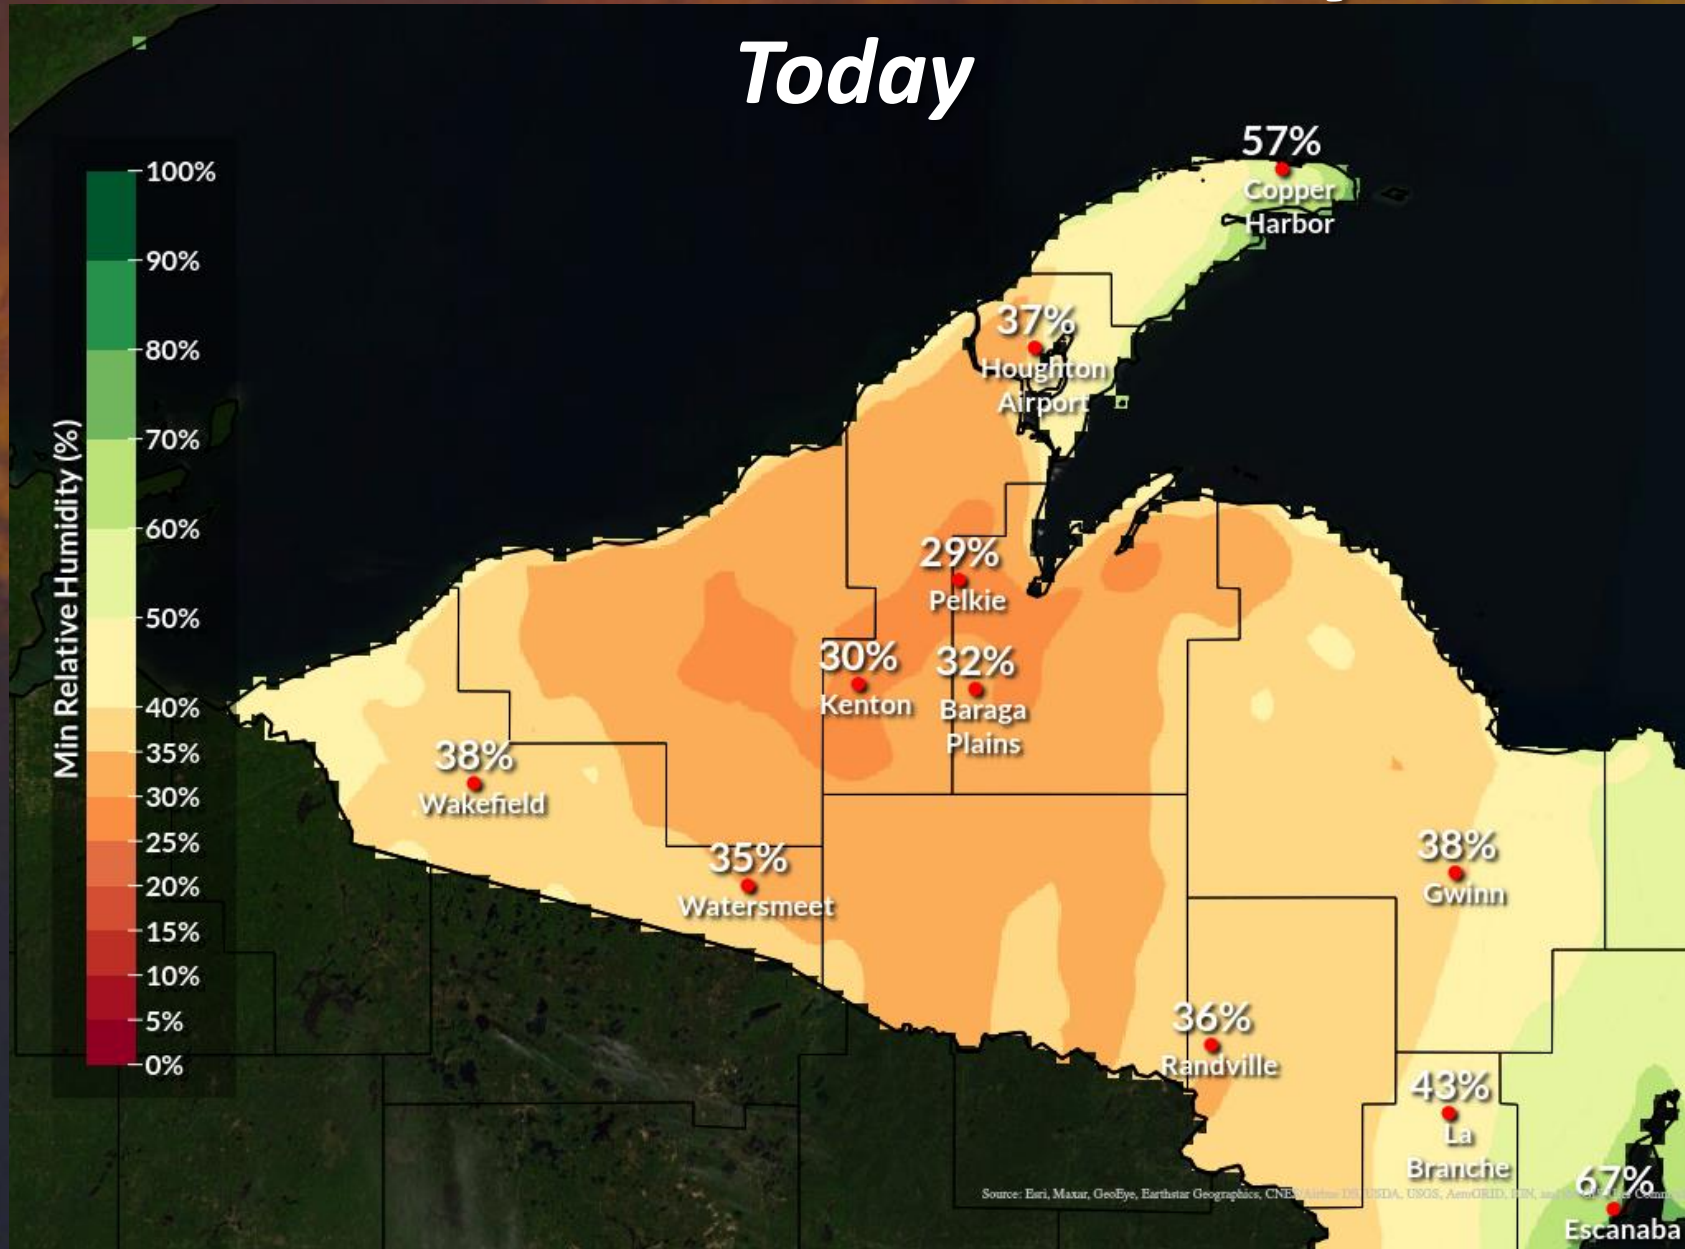 Today
100%
90%
80%
70%
60%
50%
40%
35%
30%
25%
20%
15%
10%
5%
0%
Min Relative Humidity (%)
57%
Copper
Harbor
37%
Houghton
Airport
29%
Pelkie
30%
Kenton
32%
Baraga
Plains
38%
Wakefield
35%
Watersmeet
38%
Gwinn
36%
Randville
43%
La
Branche
67%
Escanaba
Source: Esri, Maxar, GeoEye, Earthstar Geographics, CNES/Airbus DS, USDA, USGS, AeroGRID, IGN, and